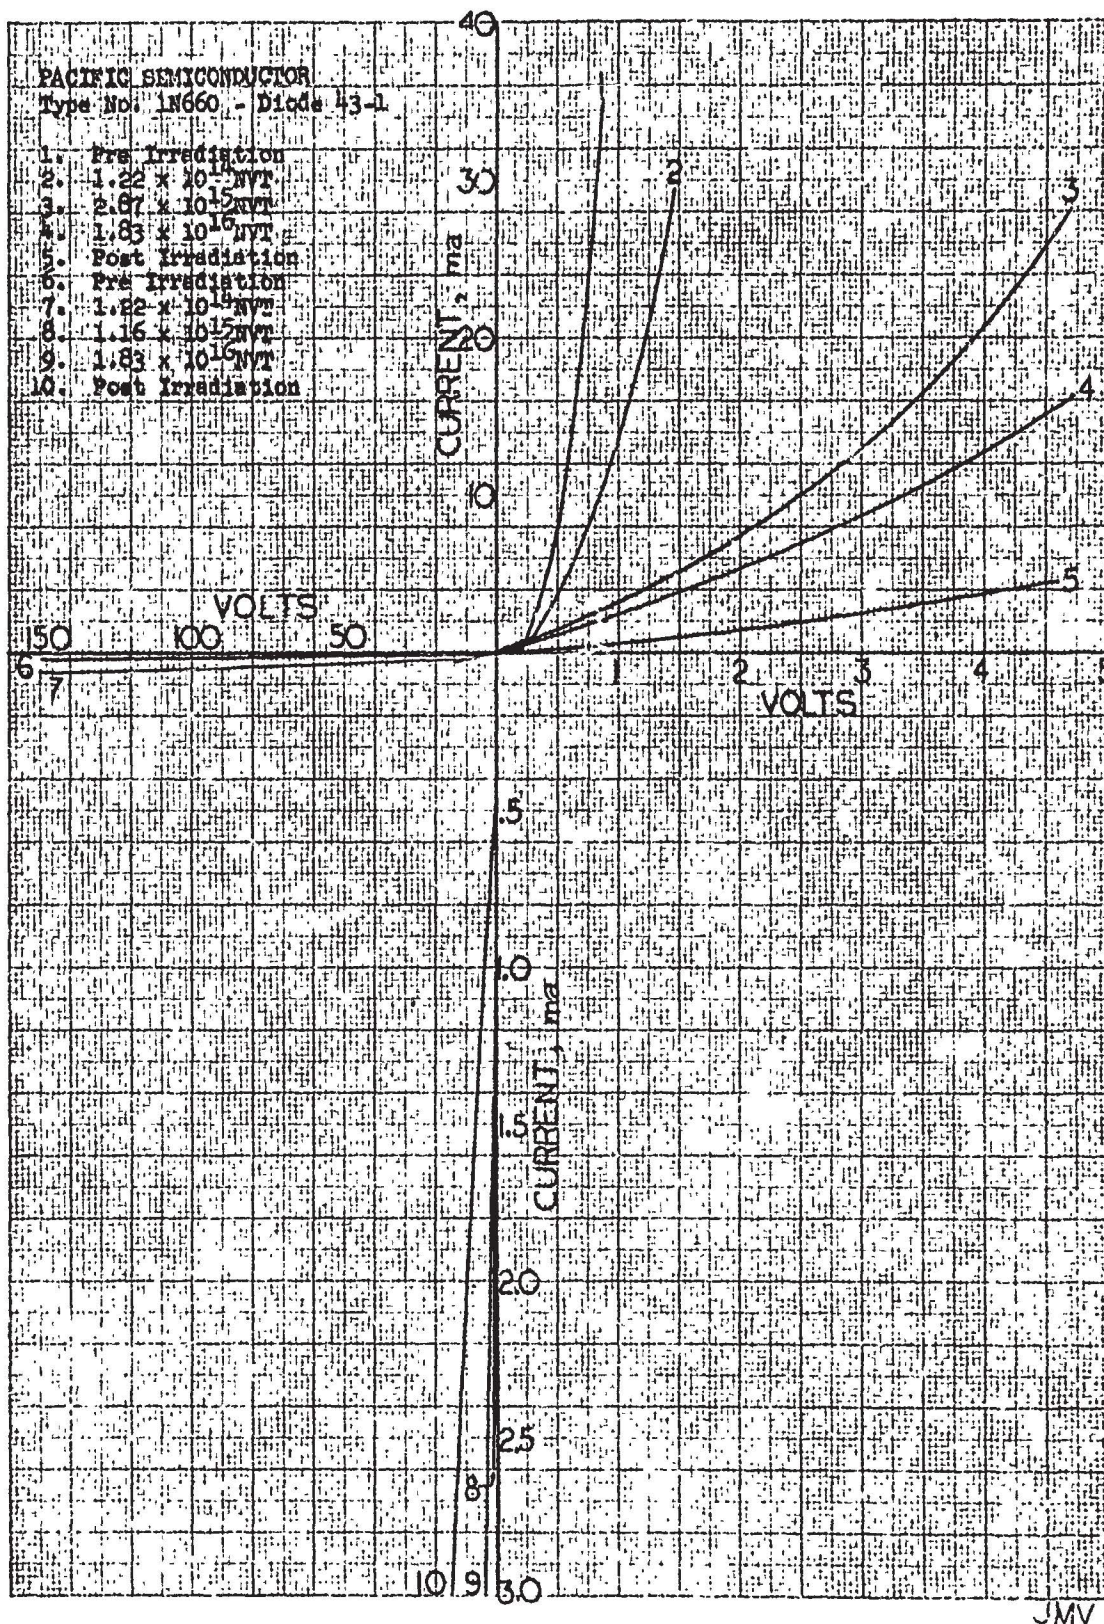 PACIFIC SEMICONDUCTOR
Type No. 1N660 - Diode 43-1
1. Pre Irradiation
2. 1.22 x 10^14 NVT
3. 2.87 x 10^15 NVT
4. 1.83 x 10^16 NVT
5. Post Irradiation
6. Pre Irradiation
7. 1.22 x 10^14 NVT
8. 1.16 x 10^15 NVT
9. 1.83 x 10^16 NVT
10. Post Irradiation
40
30
20
10
CURRENT, ma
2
3
4
5
VOLTS
150 100 50
6
7
1 2 3 4 5
VOLTS
.5
1.0
1.5
2.0
2.5
3.0
CURRENT, ma
8
10 9
JMV